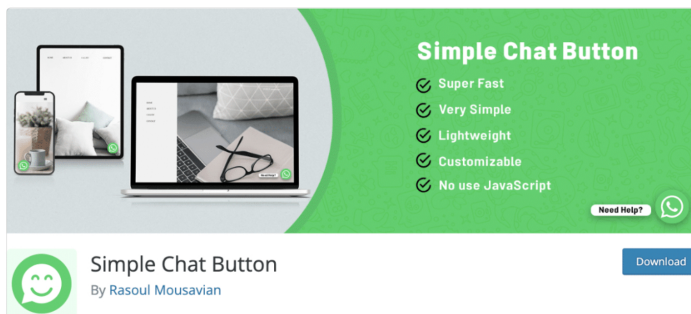 Simple Chat Button
Super Fast
Very Simple
Lightweight
Customizable
No use JavaScript
Need Help?
Simple Chat Button
By Rasoul Mousavian
Download